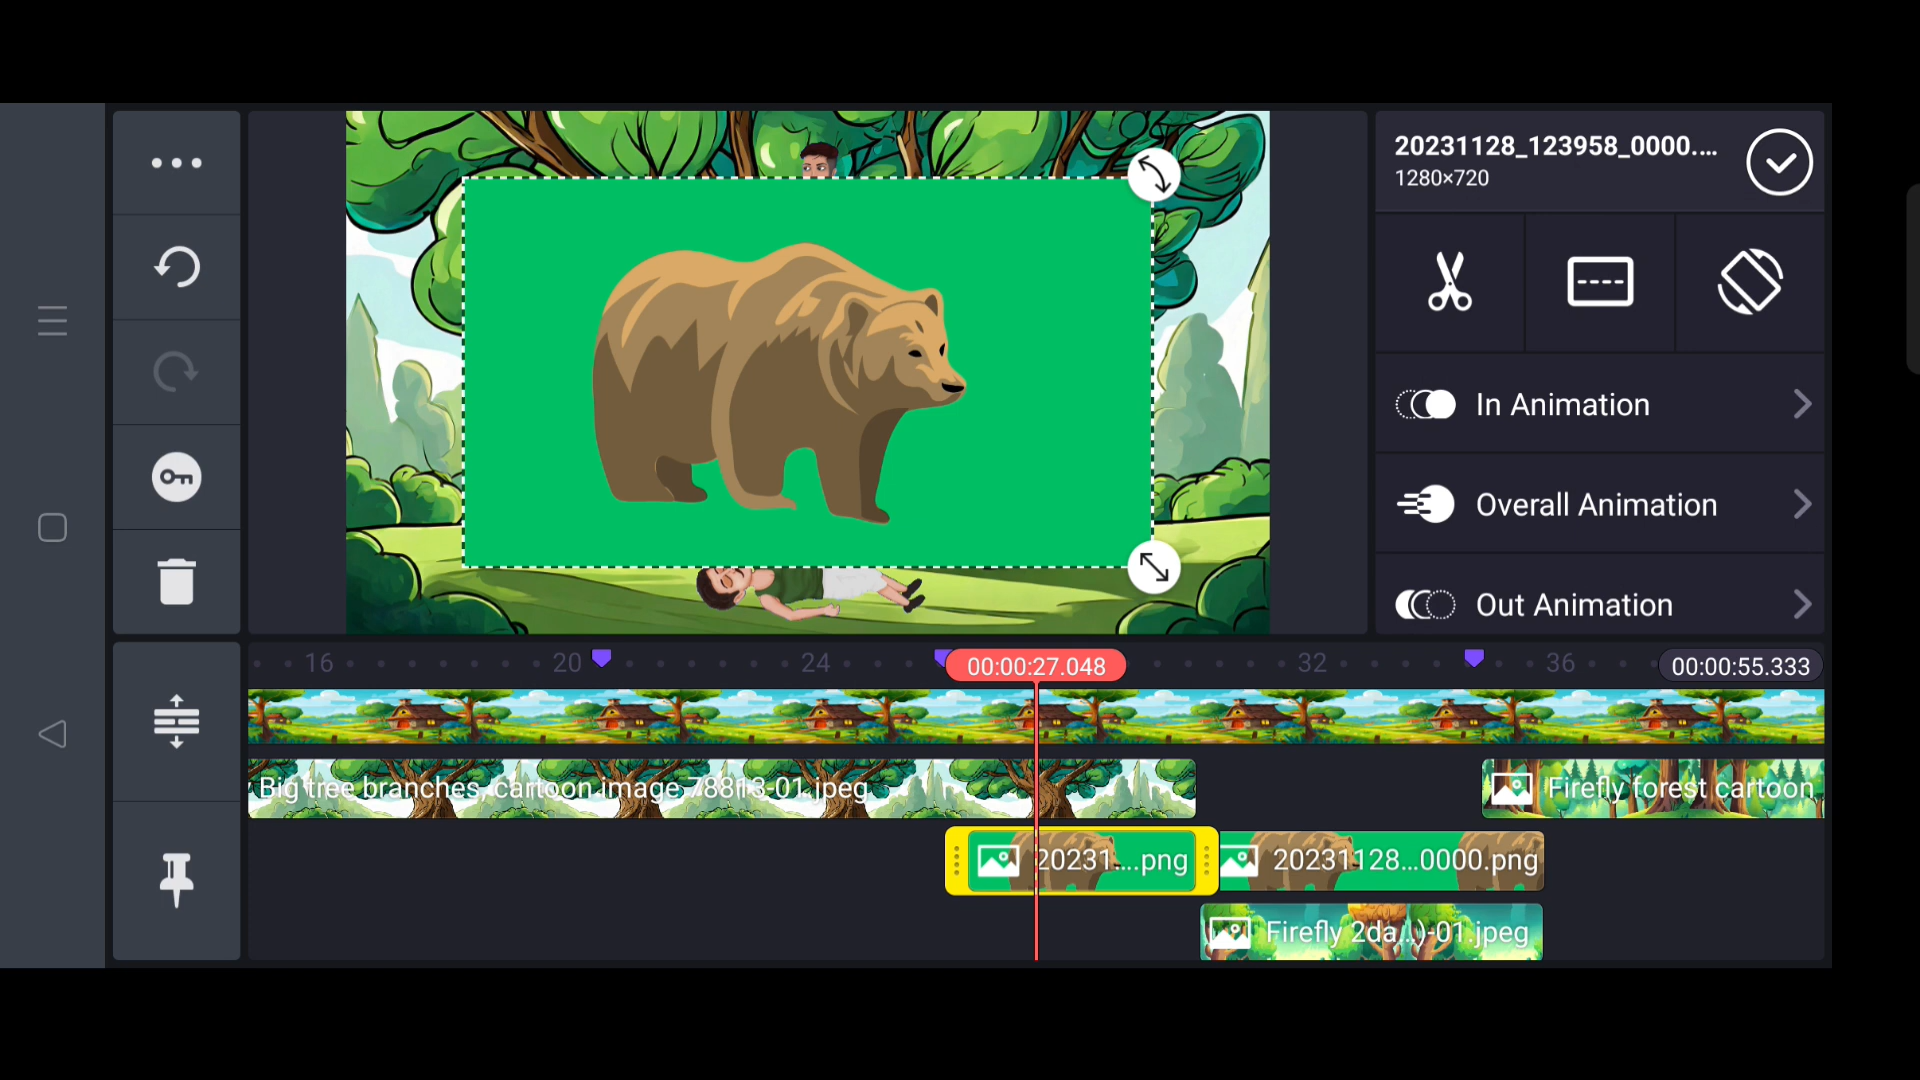 20231128_123958_0000....
1280×720
In Animation
Overall Animation
Out Animation
16 20 24 00:00:27.048 32 36 00:00:55.333
Big tree branches, cartoon image 78813-01.jpeg
Firefly forest cartoon
20231....png
20231128...0000.png
Firefly 2da...)-01.jpeg